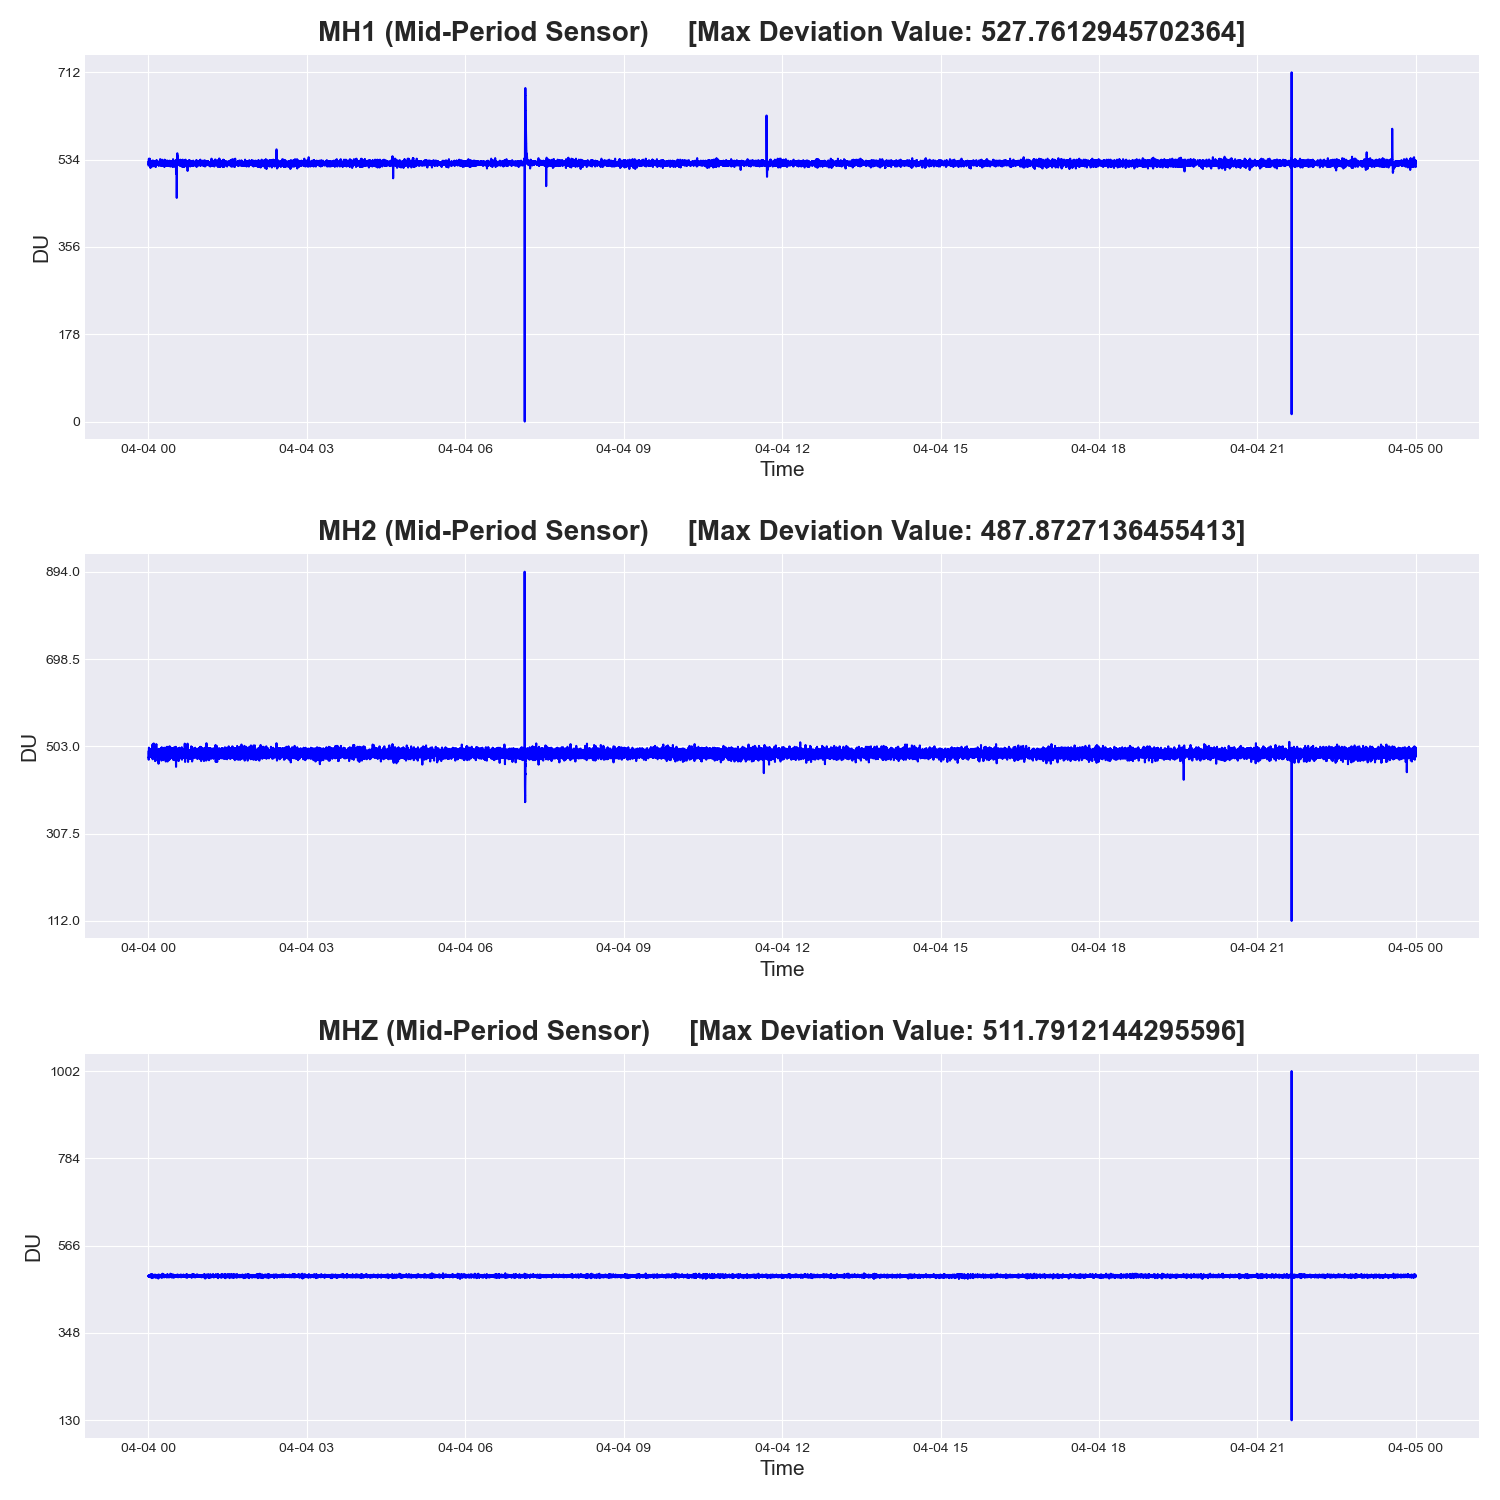 MH1 (Mid-Period Sensor) [Max Deviation Value: 527.7612945702364]
712
534
356
178
0
DU
04-04 00 04-04 03 04-04 06 04-04 09 04-04 12 04-04 15 04-04 18 04-04 21 04-05 00
Time
MH2 (Mid-Period Sensor) [Max Deviation Value: 487.8727136455413]
894.0
698.5
503.0
307.5
112.0
DU
04-04 00 04-04 03 04-04 06 04-04 09 04-04 12 04-04 15 04-04 18 04-04 21 04-05 00
Time
MHZ (Mid-Period Sensor) [Max Deviation Value: 511.7912144295596]
1002
784
566
348
130
DU
04-04 00 04-04 03 04-04 06 04-04 09 04-04 12 04-04 15 04-04 18 04-04 21 04-05 00
Time